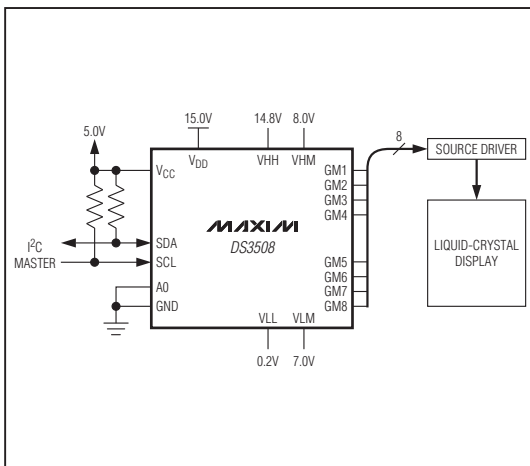 15.0V 14.8V 8.0V
5.0V
8
V_DD VHH VHM
V_CC
GM1
GM2
GM3
GM4
SOURCE DRIVER
MAXIM
DS3508
I²C
MASTER
SDA
SCL
A0
GND
GM5
GM6
GM7
GM8
LIQUID-CRYSTAL
DISPLAY
VLL VLM
0.2V 7.0V